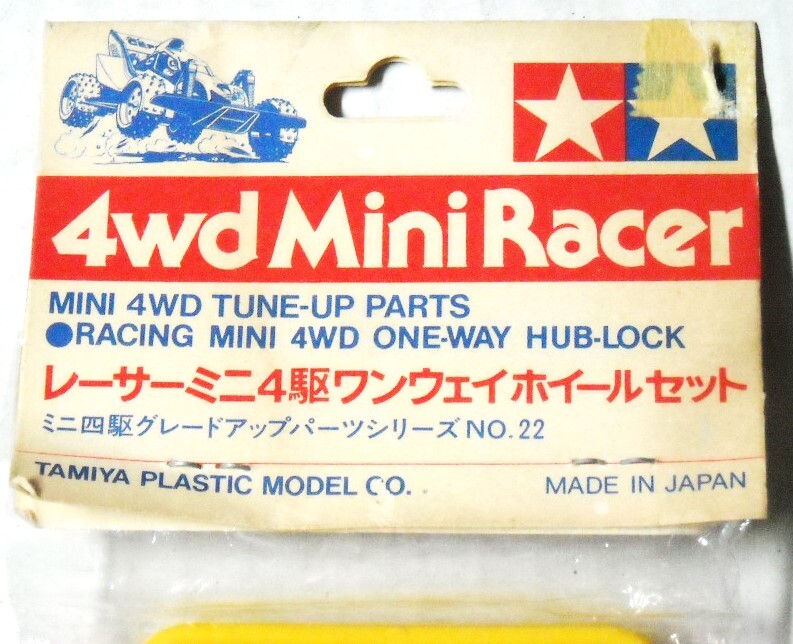 4wd Mini Racer
MINI 4WD TUNE-UP PARTS
●RACING MINI 4WD ONE-WAY HUB-LOCK
レーサーミニ4駆ワンウェイホイールセット
ミニ四駆グレードアップパーツシリーズNO.22
TAMIYA PLASTIC MODEL CO. MADE IN JAPAN